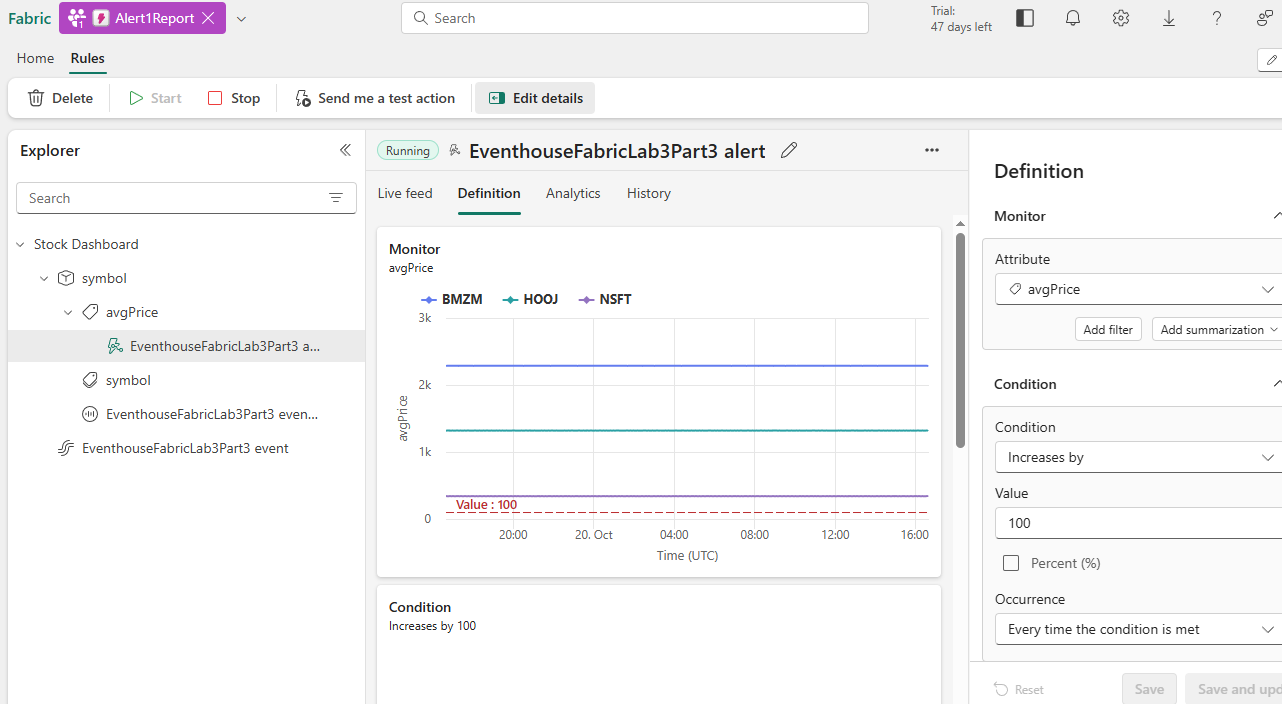 Fabric
1
Alert1Report
Search
Trial:
47 days left
Home
Rules
Delete
Start
Stop
Send me a test action
Edit details
Explorer
Search
Stock Dashboard
symbol
avgPrice
EventhouseFabricLab3Part3 a...
symbol
EventhouseFabricLab3Part3 even...
EventhouseFabricLab3Part3 event
Running
EventhouseFabricLab3Part3 alert
Live feed
Definition
Analytics
History
Monitor
avgPrice
BMZM
HOOJ
NSFT
3k
2k
1k
0
avgPrice
Value : 100
20:00
20. Oct
04:00
08:00
12:00
16:00
Time (UTC)
Condition
Increases by 100
Definition
Monitor
Attribute
avgPrice
Add filter
Add summarization
Condition
Condition
Increases by
Value
100
Percent (%)
Occurrence
Every time the condition is met
Reset
Save
Save and upd